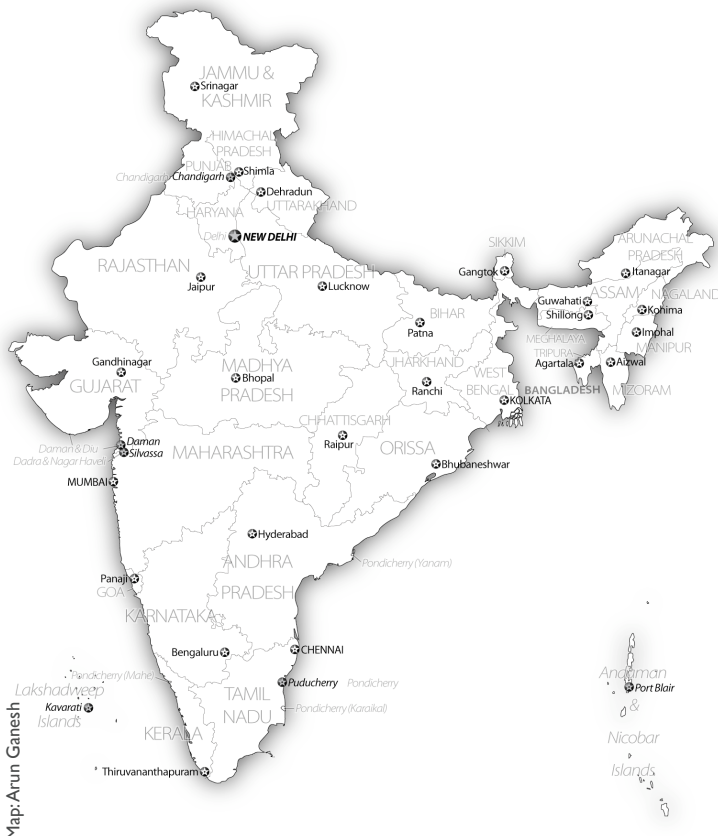 JAMMU &
KASHMIR
Srinagar
HIMACHAL
PRADESH
PUNJAB
Shimla
Chandigarh
Chandigarh
Dehradun
UTTARAKHAND
HARYANA
Delhi
NEW DELHI
RAJASTHAN
Jaipur
UTTAR PRADESH
Lucknow
SIKKIM
Gangtok
ARUNACHAL
PRADESH
Itanagar
ASSAM
NAGALAND
Guwahati
Shillong
Kohima
MEGHALAYA
Imphal
MANIPUR
TRIPURA
Agartala
Aizwal
MIZORAM
BANGLADESH
BIHAR
Patna
JHARKHAND
Ranchi
WEST
BENGAL
KOLKATA
Gandhinagar
GUJARAT
MADHYA
PRADESH
Bhopal
CHHATTISGARH
Raipur
ORISSA
Bhubaneshwar
Daman & Diu
Daman
Dadra & Nagar Haveli
Silvassa
MAHARASHTRA
MUMBAI
Hyderabad
ANDHRA
PRADESH
Pondicherry (Yanam)
Panaji
GOA
KARNATAKA
Bengaluru
CHENNAI
Pondicherry (Mahe)
Puducherry
Pondicherry
TAMIL
NADU
Pondicherry (Karaikal)
Lakshadweep
Kavarati
Islands
KERALA
Thiruvananthapuram
Andaman
Port Blair
&
Nicobar
Islands
Map: Arun Ganesh